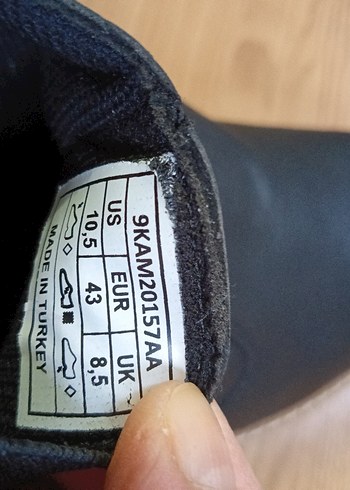 9KAM20157AA
US EUR UK
10,5 43 8,5
MADE IN TURKEY